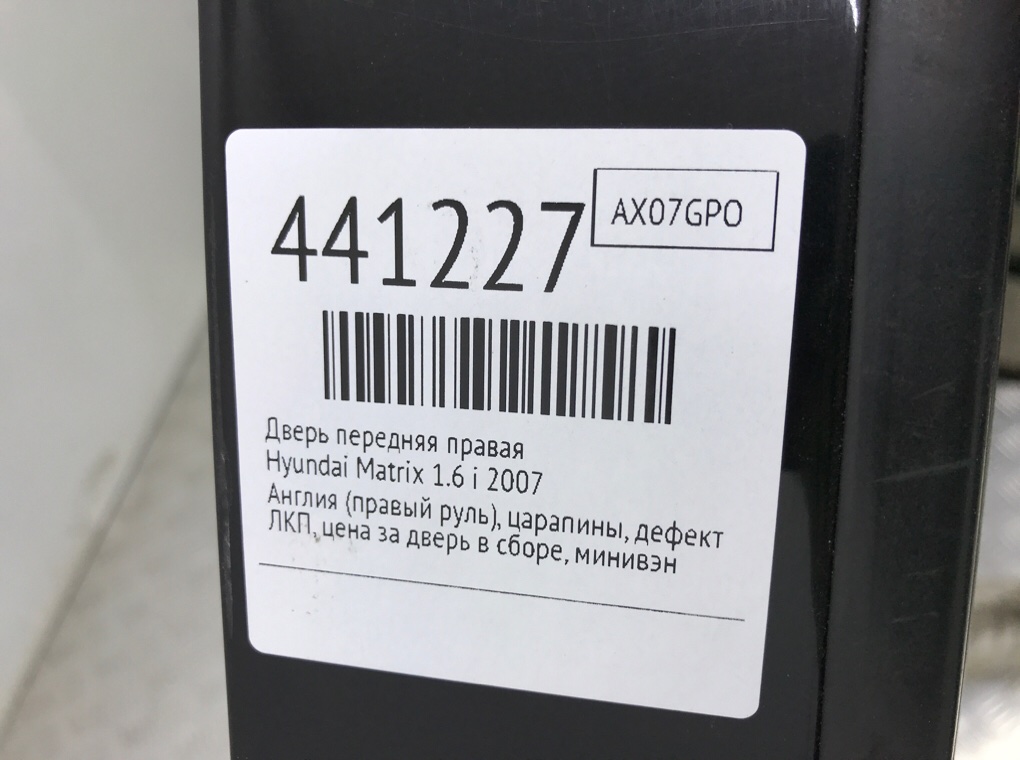 441227
AX07GPO
Дверь передняя правая
Hyundai Matrix 1.6 i 2007
Англия (правый руль), царапины, дефект
ЛКП, цена за дверь в сборе, минивэн